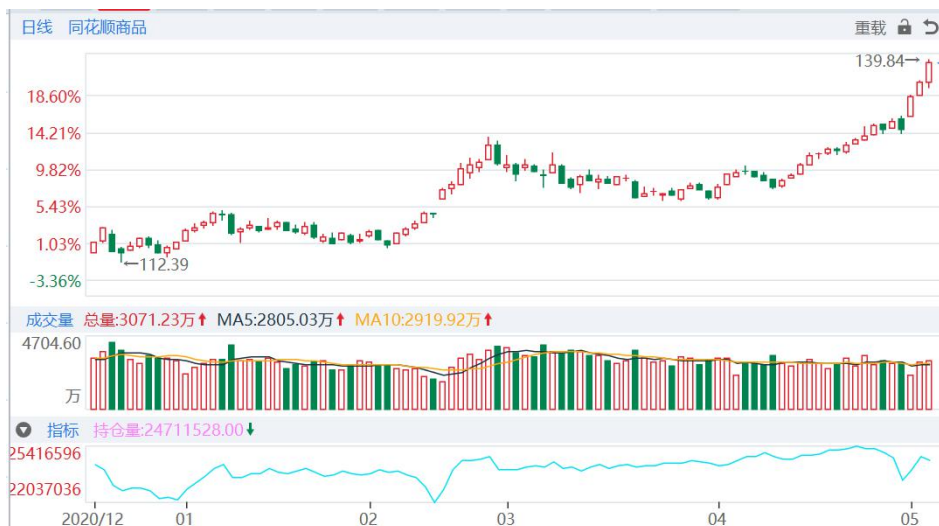 日线 同花顺商品 重载
139.84→
18.60%
14.21%
9.82%
5.43%
1.03%
←112.39
-3.36%
成交量 总量:3071.23万 MA5:2805.03万 MA10:2919.92万
4704.60
万
指标 持仓量:24711528.00
25416596
22037036
2020/12 01 02 03 04 05